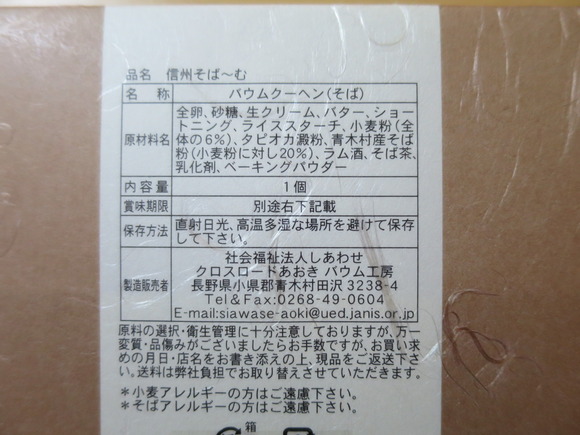 品名 信州そば〜む
名称 バウムクーヘン(そば)
原材料名 全卵、砂糖、生クリーム、バター、ショー
トニング、ライススターチ、小麦粉(全
体の6%)、タピオカ澱粉、青木村産そば
粉(小麦粉に対し20%)、ラム酒、そば茶、
乳化剤、ベーキングパウダー
内容量 1個
賞味期限 別途右下記載
保存方法 直射日光、高温多湿な場所を避けて保存
して下さい。
製造販売者 社会福祉法人しあわせ
クロスロードあおき バウム工房
長野県小県郡青木村田沢3238-4
Tel&Fax:0268-49-0604
E-mail:siawase-aoki@ued.janis.or.jp
原料の選択・衛生管理に十分注意しておりますが、万一
変質・品傷みがございましたらお手数ですが、お買い求
めの月日・店名をお書き添えの上、現品をご返送下さ
い。送料は弊社負担でお取り替えさせていただきます。
*小麦アレルギーの方はご遠慮下さい。
*そばアレルギーの方はご遠慮下さい。
箱